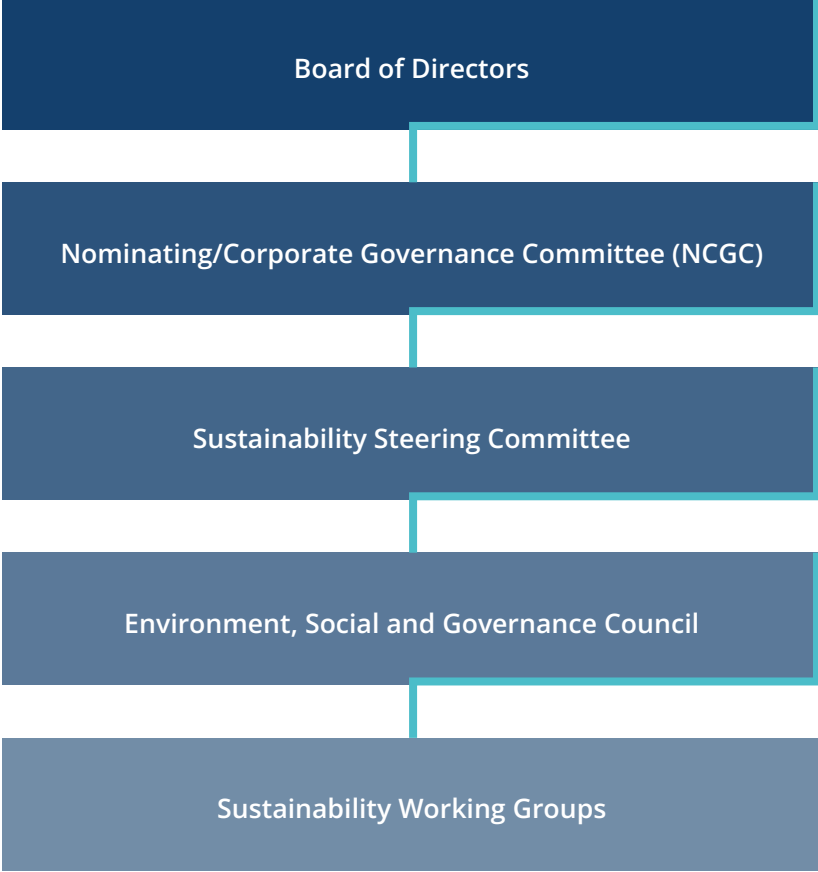 Board of Directors
Nominating/Corporate Governance Committee (NCGC)
Sustainability Steering Committee
Environment, Social and Governance Council
Sustainability Working Groups